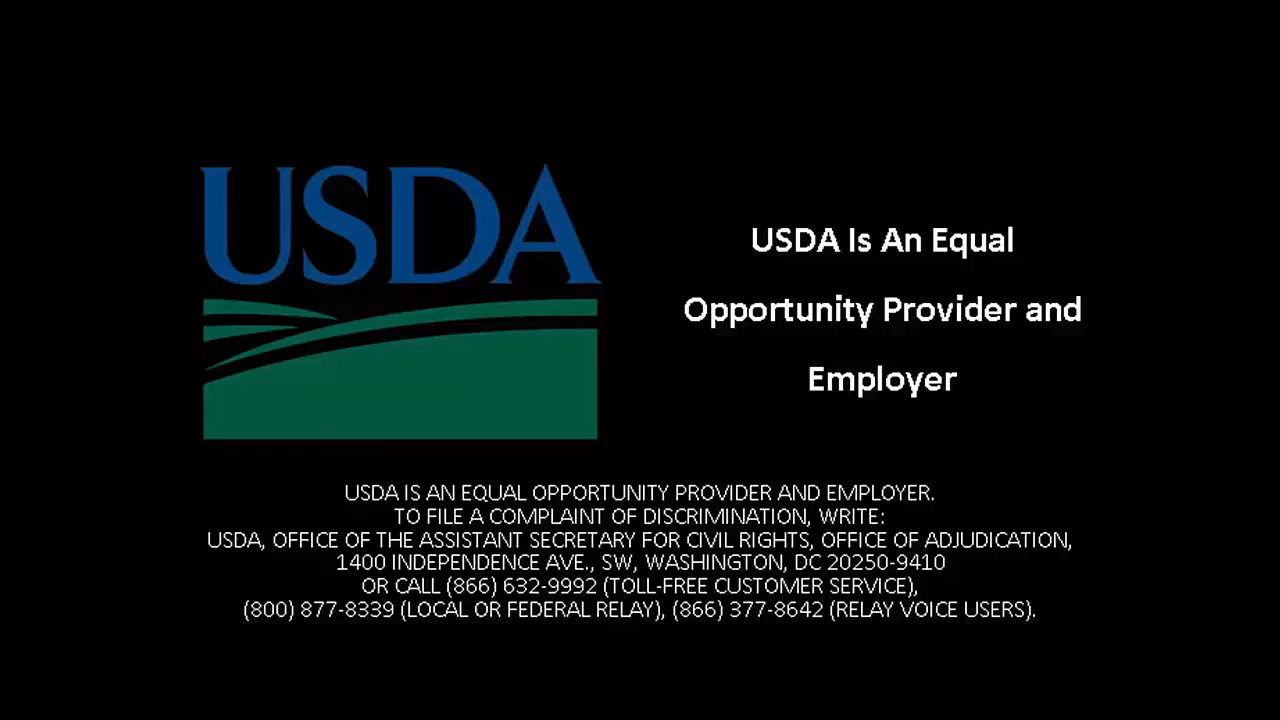 USDA
USDA Is An Equal
Opportunity Provider and
Employer
USDA IS AN EQUAL OPPORTUNITY PROVIDER AND EMPLOYER.
TO FILE A COMPLAINT OF DISCRIMINATION, WRITE:
USDA, OFFICE OF THE ASSISTANT SECRETARY FOR CIVIL RIGHTS, OFFICE OF ADJUDICATION,
1400 INDEPENDENCE AVE., SW, WASHINGTON, DC 20250-9410
OR CALL (866) 632-9992 (TOLL-FREE CUSTOMER SERVICE),
(800) 877-8339 (LOCAL OR FEDERAL RELAY), (866) 377-8642 (RELAY VOICE USERS).